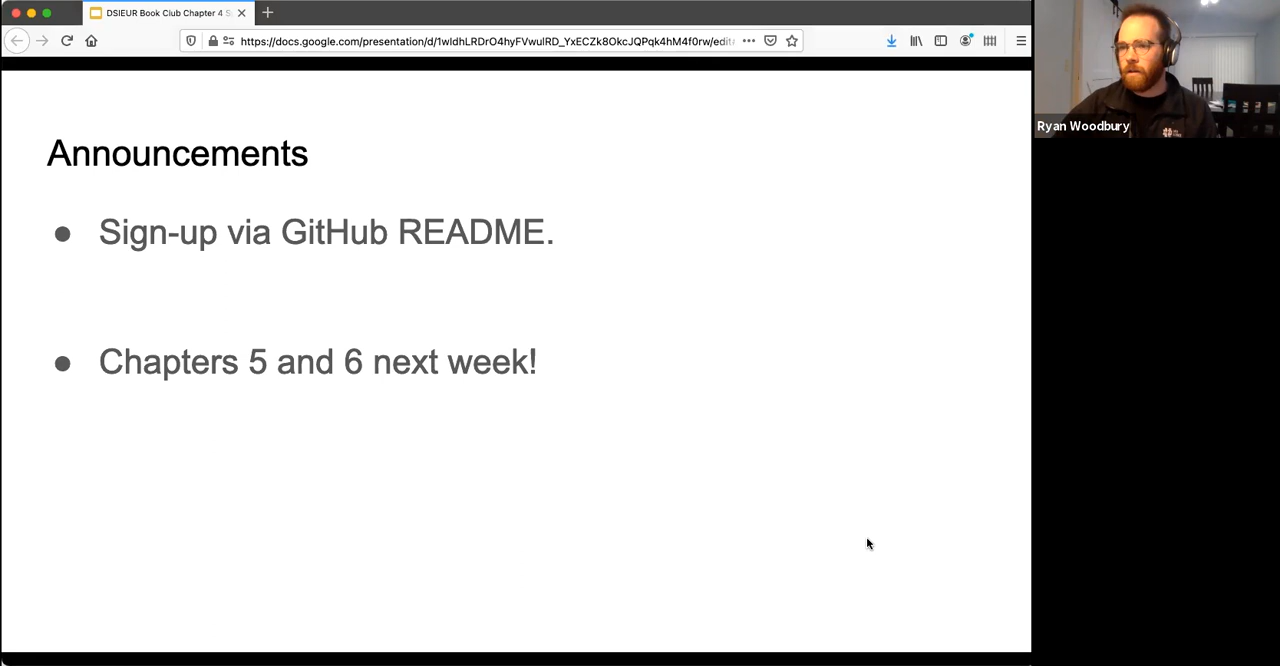 DSIEUR Book Club Chapter 4 S
https://docs.google.com/presentation/d/1wIdhLRDrO4hyFVwulRD_YxECZk8OkcJQPqk4hM4f0rw/edit
Ryan Woodbury
Announcements
● Sign-up via GitHub README.
● Chapters 5 and 6 next week!